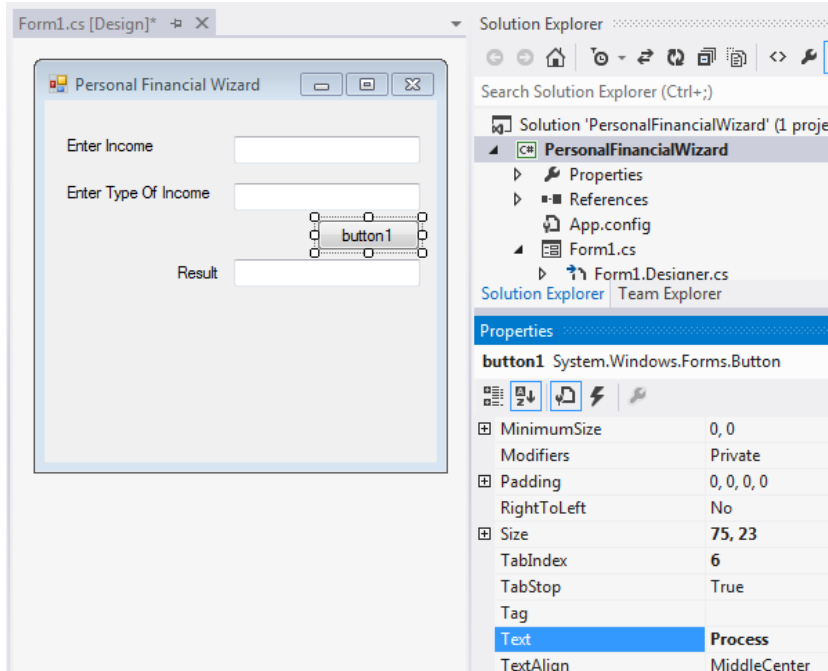 Form1.cs [Design]*
Personal Financial Wizard
Enter Income
Enter Type Of Income
button1
Result
Solution Explorer
Search Solution Explorer (Ctrl+;)
Solution 'PersonalFinancialWizard' (1 proje
C# PersonalFinancialWizard
Properties
References
App.config
Form1.cs
Form1.Designer.cs
Solution Explorer Team Explorer
Properties
button1 System.Windows.Forms.Button
MinimumSize 0, 0
Modifiers Private
Padding 0, 0, 0, 0
RightToLeft No
Size 75, 23
TabIndex 6
TabStop True
Tag
Text Process
TextAlign MiddleCenter